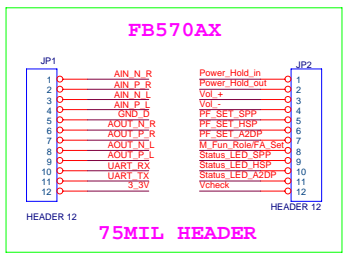 FB570AX
JP1
1 AIN_N_R
2 AIN_P_R
3 AIN_N_L
4 AIN_P_L
5 GND_D
6 AOUT_N_R
7 AOUT_P_R
8 AOUT_N_L
9 AOUT_P_L
10 UART_RX
11 UART_TX
12 3_3V
HEADER 12
JP2
Power_Hold_in 1
Power_Hold_out 2
Vol_+ 3
Vol_- 4
PF_SET_SPP 5
PF_SET_HSP 6
PF_SET_A2DP 7
M_Fun_Role/FA_Set 8
Status_LED_SPP 9
Status_LED_HSP 10
Status_LED_A2DP 11
Vcheck 12
HEADER 12
75MIL HEADER